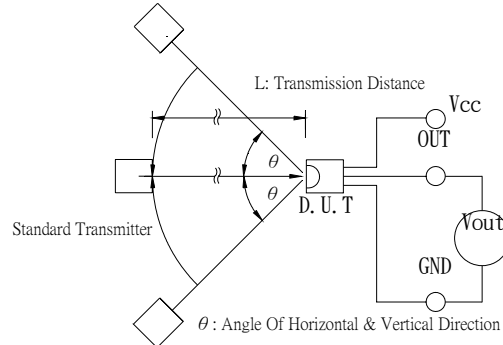 L: Transmission Distance
Vcc
OUT
θ
θ
D. U. T
Vout
Standard Transmitter
GND
θ: Angle Of Horizontal & Vertical Direction